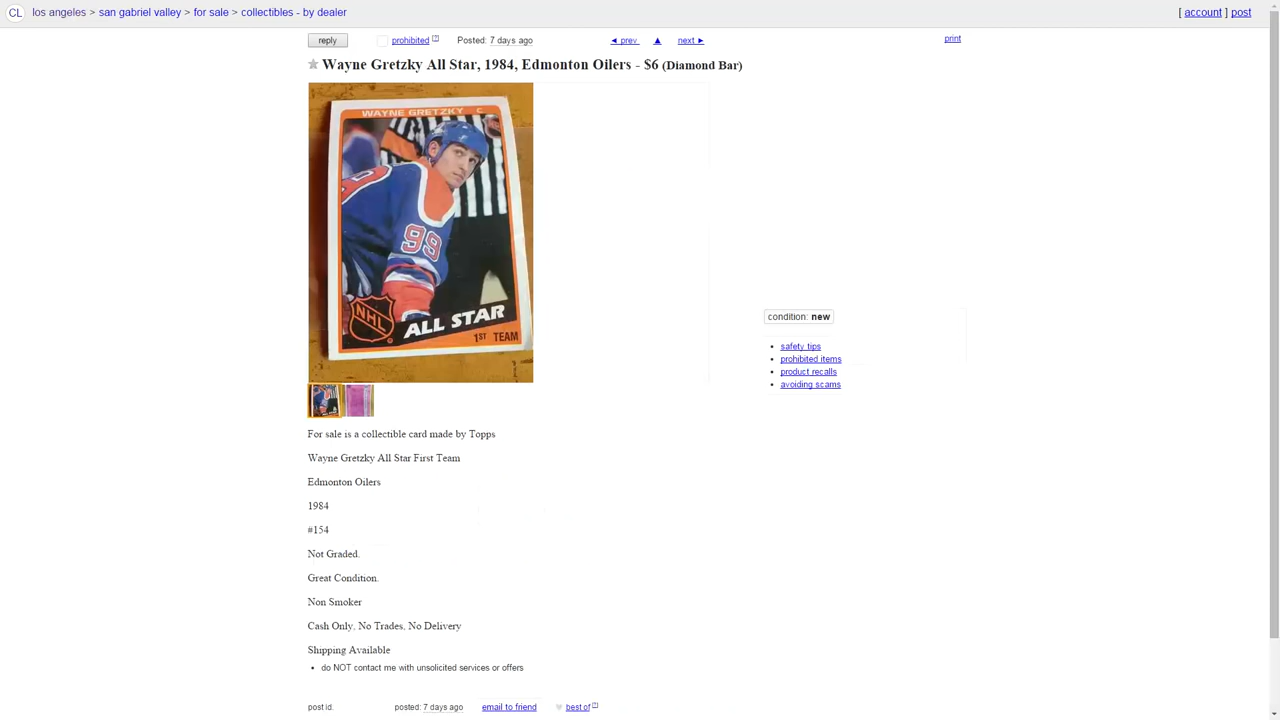 CL los angeles > san gabriel valley > for sale > collectibles - by dealer [ account ] post
reply prohibited [?] Posted: 7 days ago ◄ prev ▲ next ► print
Wayne Gretzky All Star, 1984, Edmonton Oilers - $6 (Diamond Bar)
WAYNE GRETZKY C
99
NHL
ALL STAR
1ST TEAM
condition: new
• safety tips
• prohibited items
• product recalls
• avoiding scams
For sale is a collectible card made by Topps
Wayne Gretzky All Star First Team
Edmonton Oilers
1984
#154
Not Graded.
Great Condition.
Non Smoker
Cash Only, No Trades, No Delivery
Shipping Available
• do NOT contact me with unsolicited services or offers
post id. posted: 7 days ago email to friend best of [?]